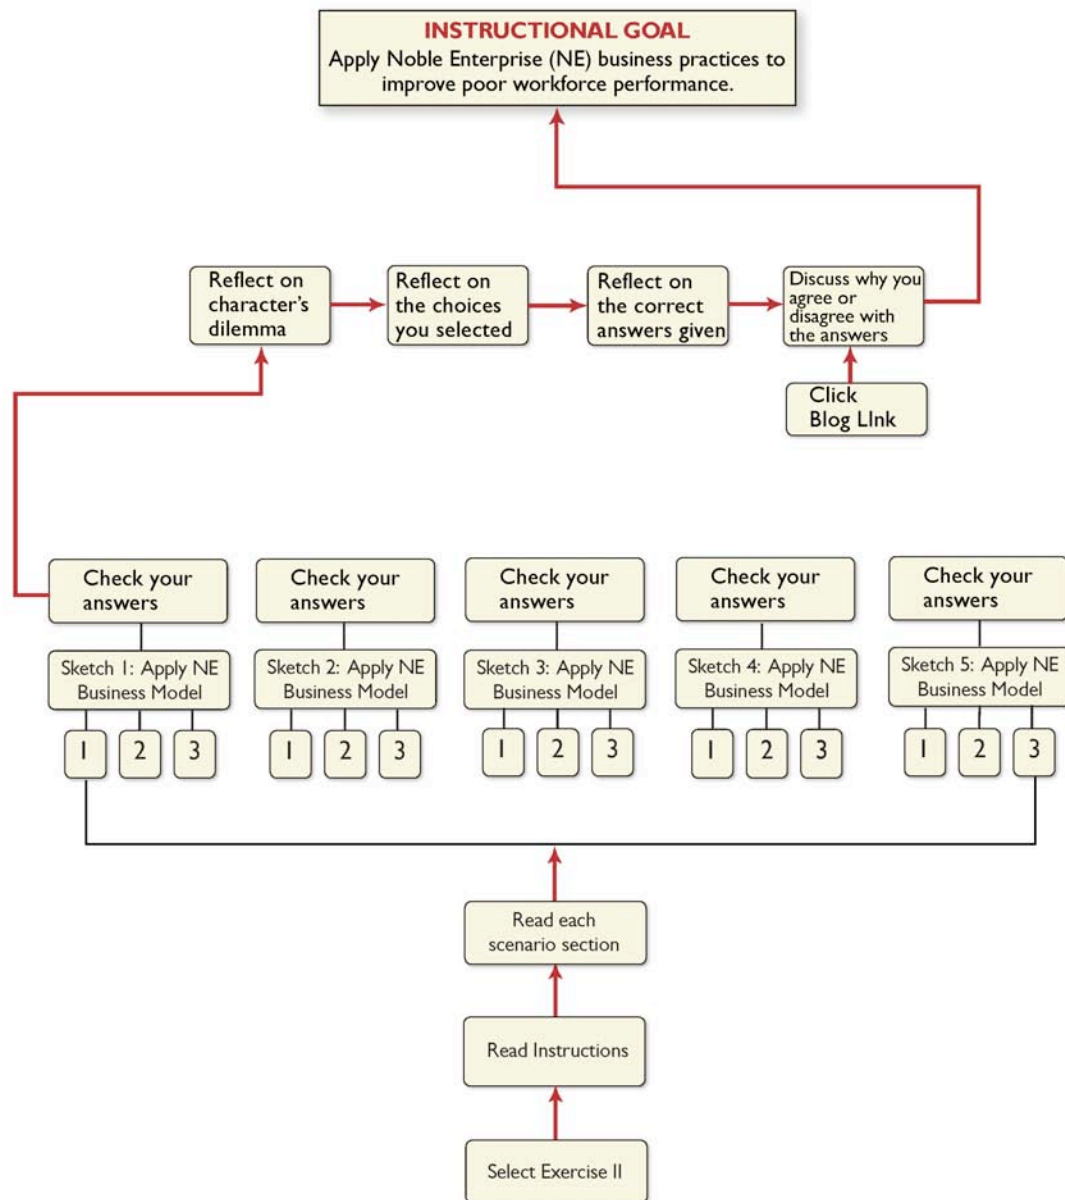 INSTRUCTIONAL GOAL
Apply Noble Enterprise (NE) business practices to
improve poor workforce performance.
Reflect on
character's
dilemma
Reflect on
the choices
you selected
Reflect on
the correct
answers given
Discuss why you
agree or
disagree with
the answers
Click
Blog LInk
Check your
answers
Check your
answers
Check your
answers
Check your
answers
Check your
answers
Sketch 1: Apply NE
Business Model
Sketch 2: Apply NE
Business Model
Sketch 3: Apply NE
Business Model
Sketch 4: Apply NE
Business Model
Sketch 5: Apply NE
Business Model
1 2 3
1 2 3
1 2 3
1 2 3
1 2 3
Read each
scenario section
Read Instructions
Select Exercise II